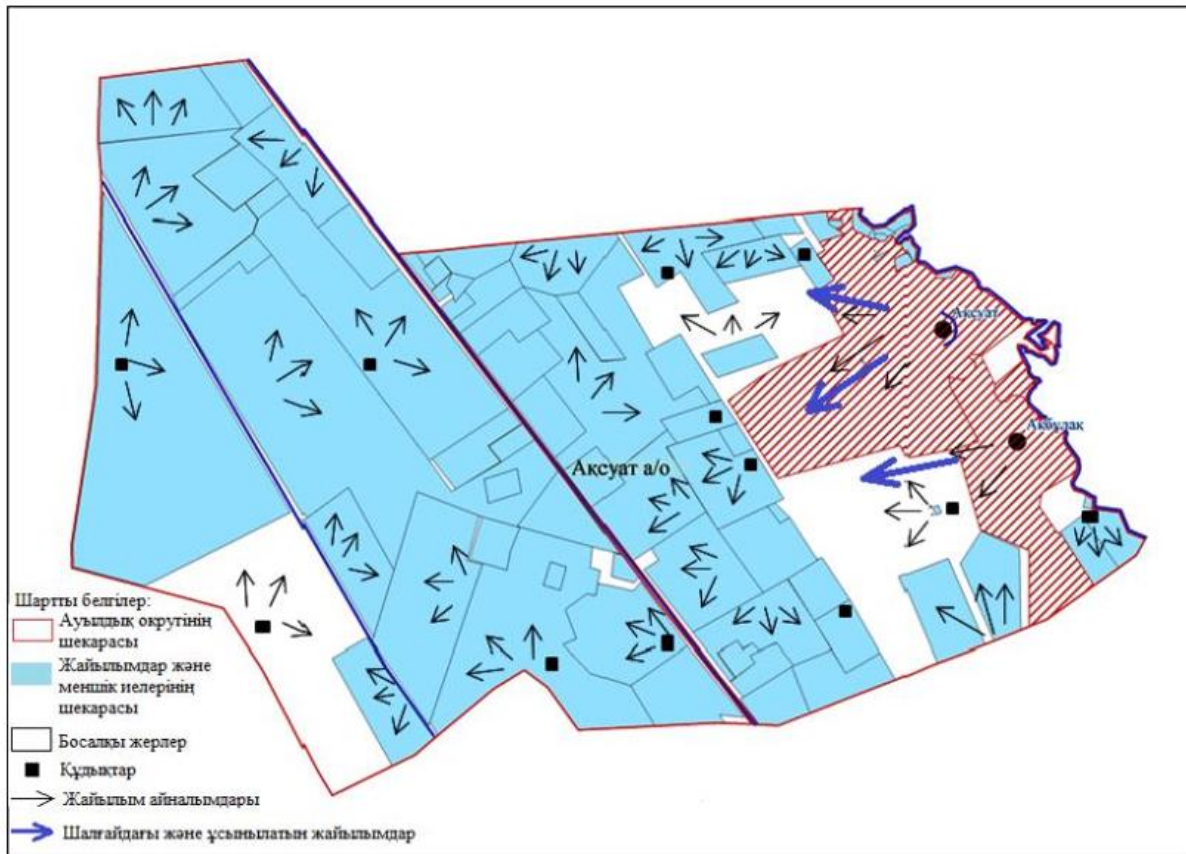 Ақсуат
Ақбулақ
Ақсуат а/о
Шартты белгілер:
Ауылдық округінің
шекарасы
Жайылымдар және
меншік иелерінің
шекарасы
Босалқы жерлер
Құдықтар
Жайылым айналымдары
Шалғайдағы және ұсынылатын жайылымдар